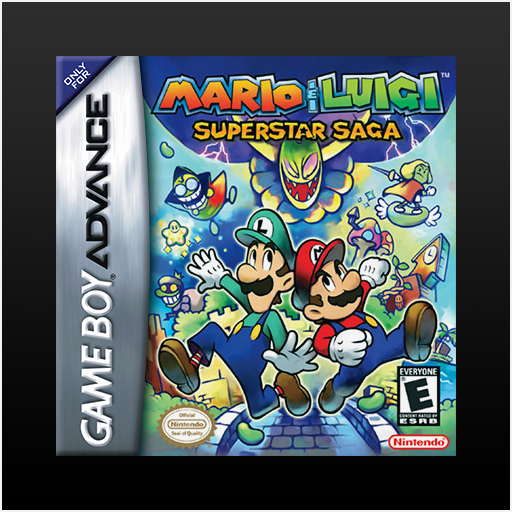 ONLY
FOR
GAME BOY ADVANCE
MARIO & LUIGI™
SUPERSTAR SAGA
L
M
EVERYONE
E
CONTENT RATED BY
ESRB
Official
Nintendo
Seal of Quality
Nintendo